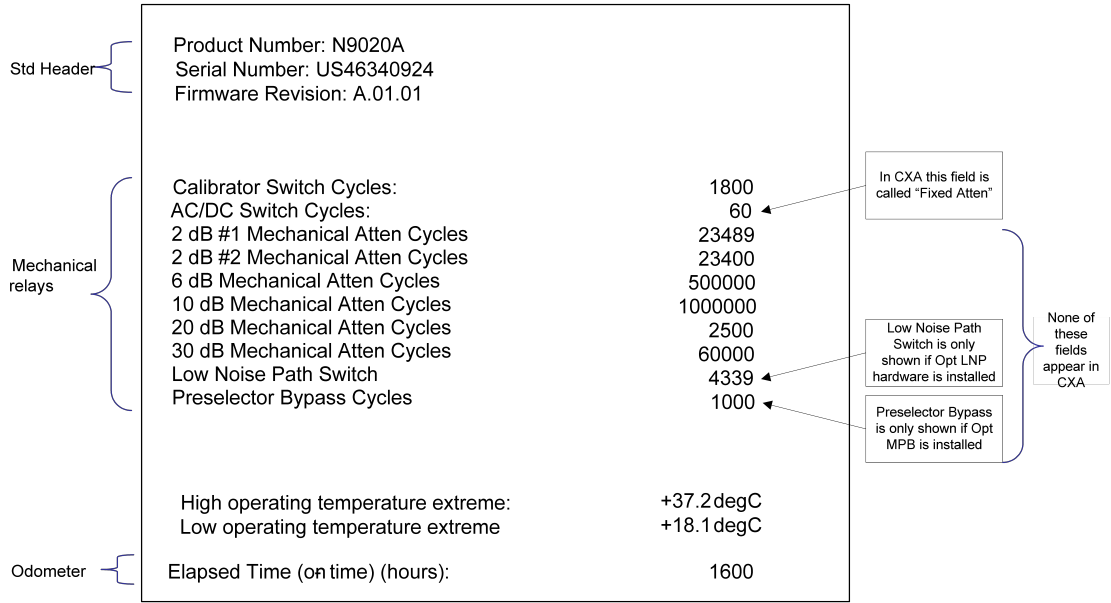 Std Header
Product Number: N9020A
Serial Number: US46340924
Firmware Revision: A.01.01
Mechanical
relays
Calibrator Switch Cycles: 1800
AC/DC Switch Cycles: 60
2 dB #1 Mechanical Atten Cycles 23489
2 dB #2 Mechanical Atten Cycles 23400
6 dB Mechanical Atten Cycles 500000
10 dB Mechanical Atten Cycles 1000000
20 dB Mechanical Atten Cycles 2500
30 dB Mechanical Atten Cycles 60000
Low Noise Path Switch 4339
Preselector Bypass Cycles 1000
In CXA this field is
called “Fixed Atten”
Low Noise Path
Switch is only
shown if Opt LNP
hardware is installed
Preselector Bypass
is only shown if Opt
MPB is installed
None of
these
fields
appear in
CXA
High operating temperature extreme: +37.2degC
Low operating temperature extreme +18.1degC
Odometer
Elapsed Time (on-time) (hours): 1600